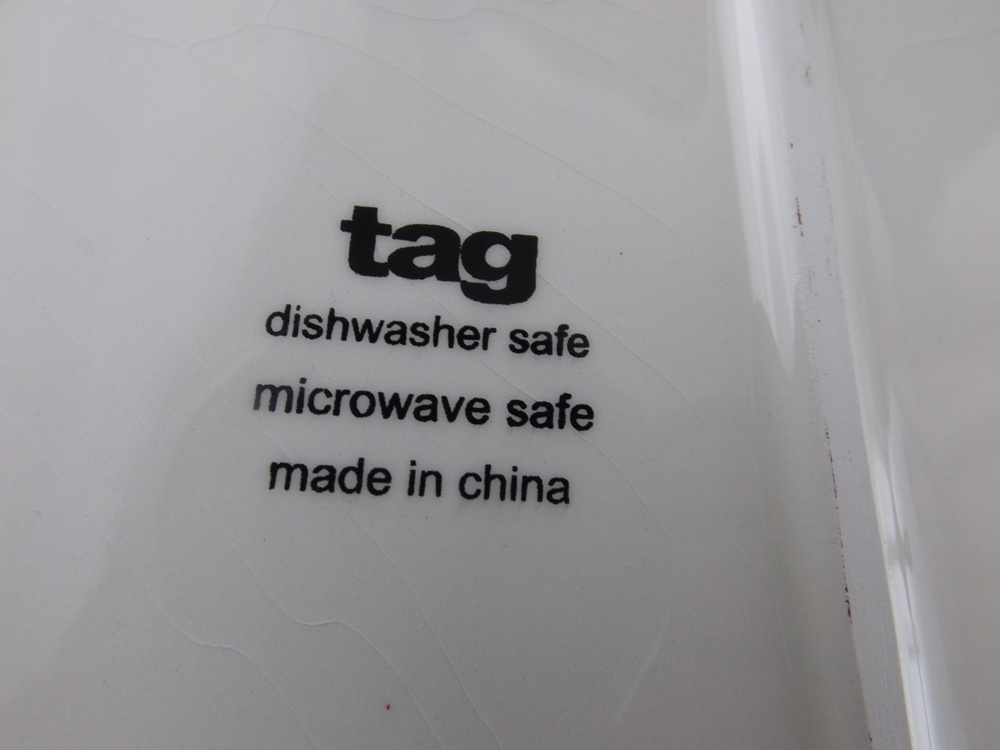 tag
dishwasher safe
microwave safe
made in china